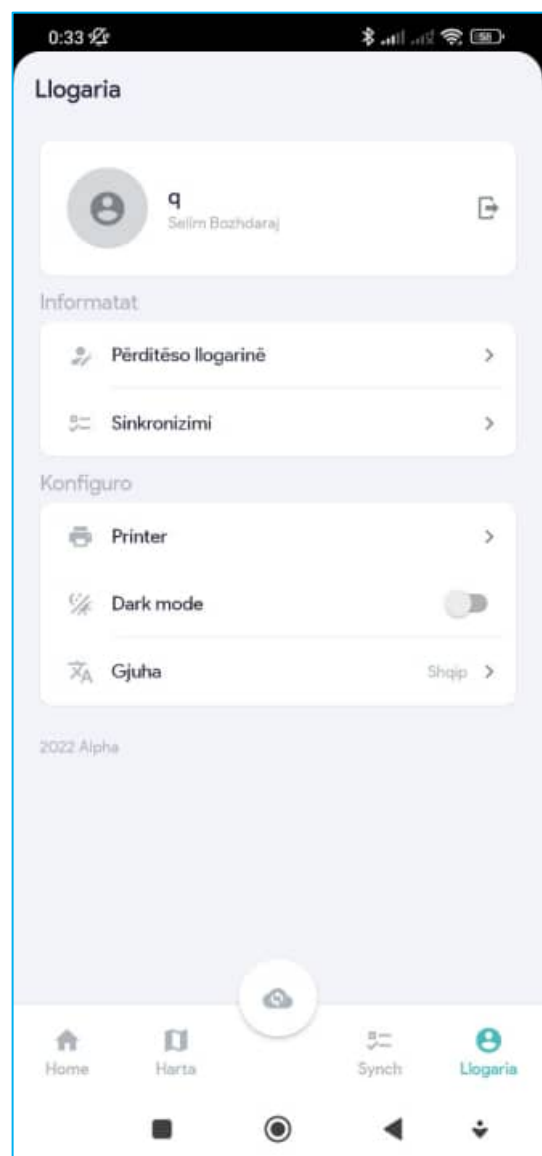 0:33
58
Llogaria
q
Selim Bozhdaraj
Informatat
Përditëso llogarinë
Sinkronizimi
Konfiguro
Printer
Dark mode
Gjuha Shqip
2022 Alpha
Home Harta Synch Llogaria